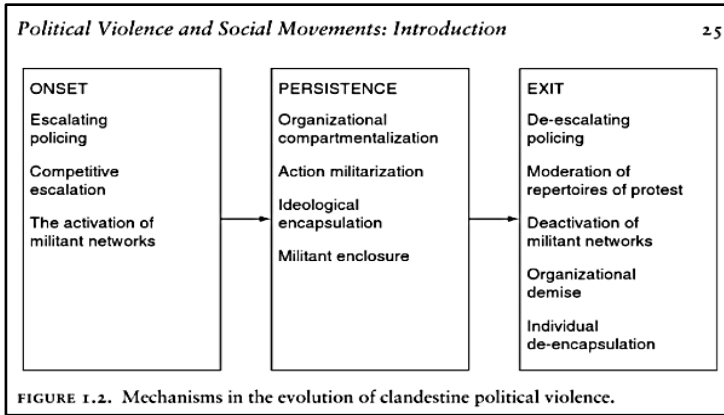 Political Violence and Social Movements: Introduction 25
ONSET
Escalating
policing
Competitive
escalation
The activation of
militant networks
PERSISTENCE
Organizational
compartmentalization
Action militarization
Ideological
encapsulation
Militant enclosure
EXIT
De-escalating
policing
Moderation of
repertoires of protest
Deactivation of
militant networks
Organizational
demise
Individual
de-encapsulation
FIGURE 1.2. Mechanisms in the evolution of clandestine political violence.